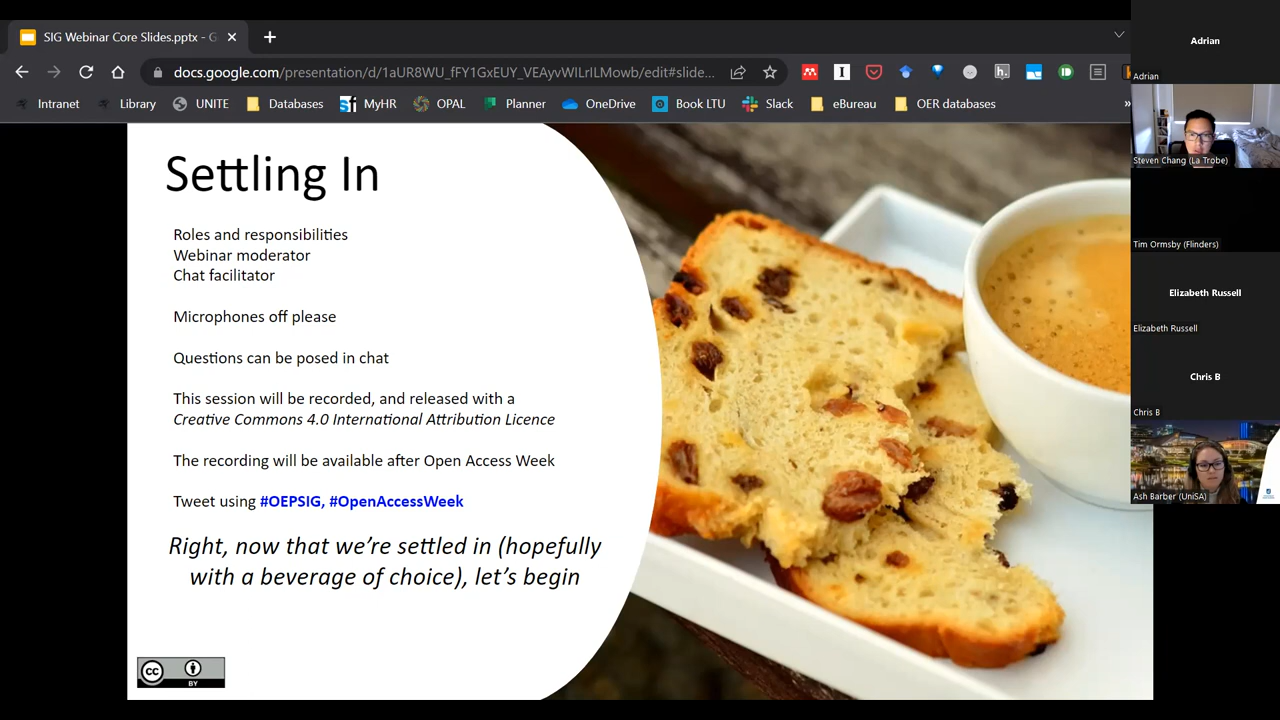 SIG Webinar Core Slides.pptx - G
docs.google.com/presentation/d/1aUR8WU_fFY1GxEUY_VEAyvWILrILMowb/edit#slide...
Intranet Library UNITE Databases MyHR OPAL Planner OneDrive Book LTU Slack eBureau OER databases »
Settling In
Roles and responsibilities
Webinar moderator
Chat facilitator
Microphones off please
Questions can be posed in chat
This session will be recorded, and released with a
Creative Commons 4.0 International Attribution Licence
The recording will be available after Open Access Week
Tweet using #OEPSIG, #OpenAccessWeek
Right, now that we're settled in (hopefully
with a beverage of choice), let's begin
cc
BY
Adrian
Adrian
Steven Chang (La Trobe)
Tim Ormsby (Flinders)
Elizabeth Russell
Elizabeth Russell
Chris B
Chris B
Ash Barber (UniSA)